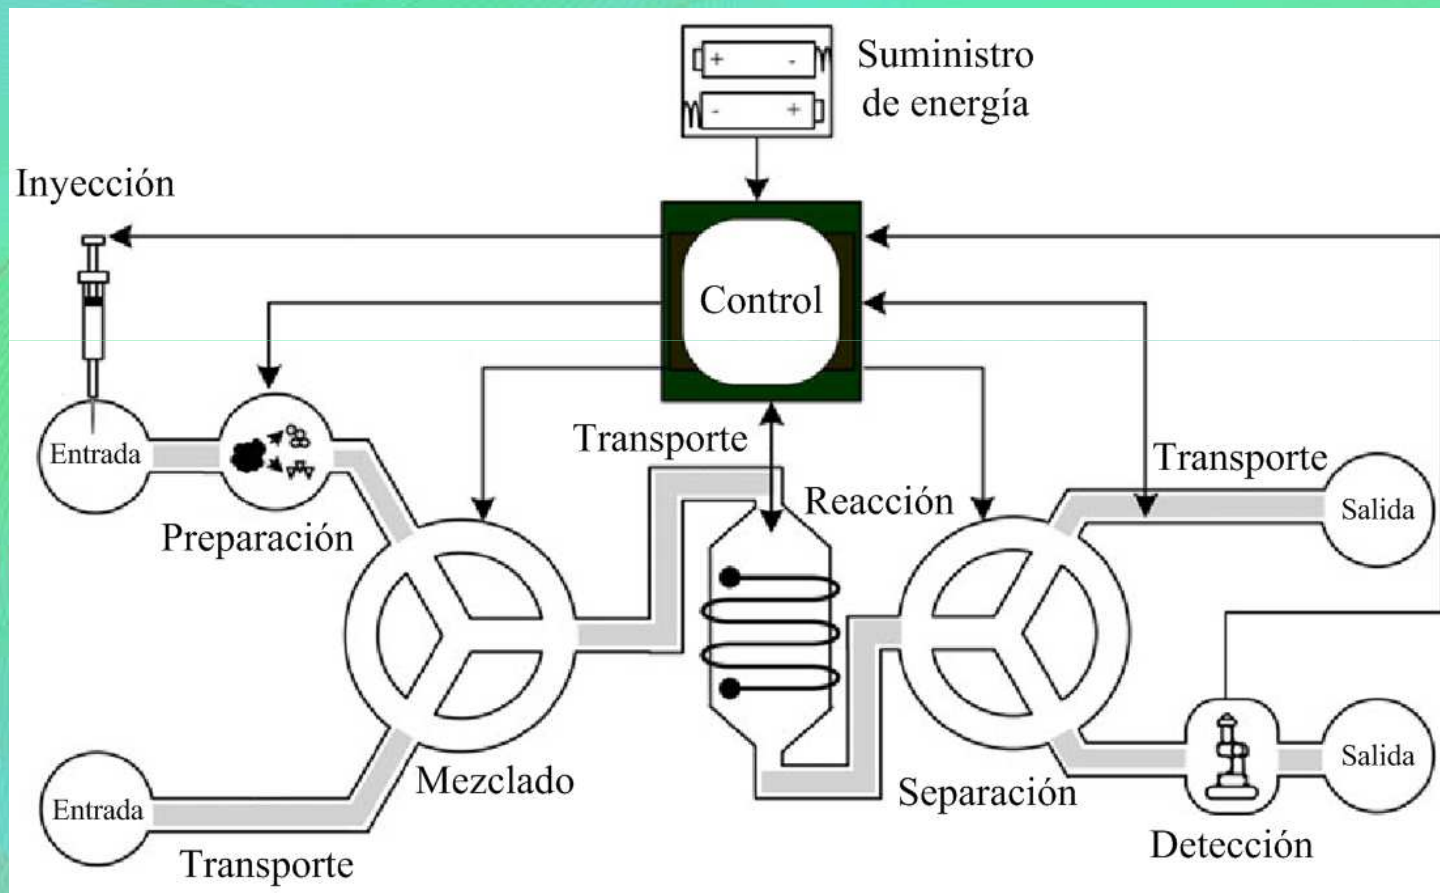 Suministro
de energía
+ -
- +
Inyección
Control
Transporte
Entrada
Transporte
Reacción
Salida
Preparación
Mezclado
Separación
Salida
Entrada
Detección
Transporte